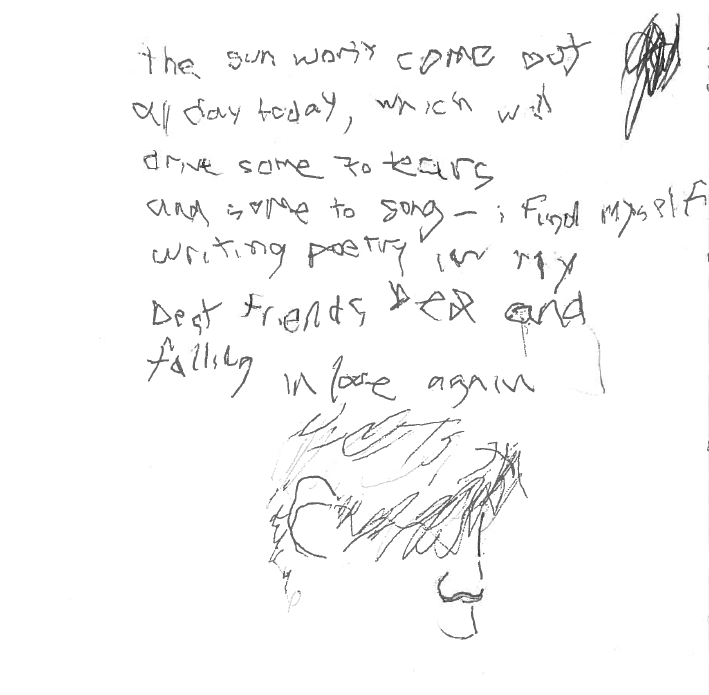 the sun won't come out
all day today, which will
drive some to tears
and some to song - i find myself
writing poetry in my
best friends bed and
falling in love again